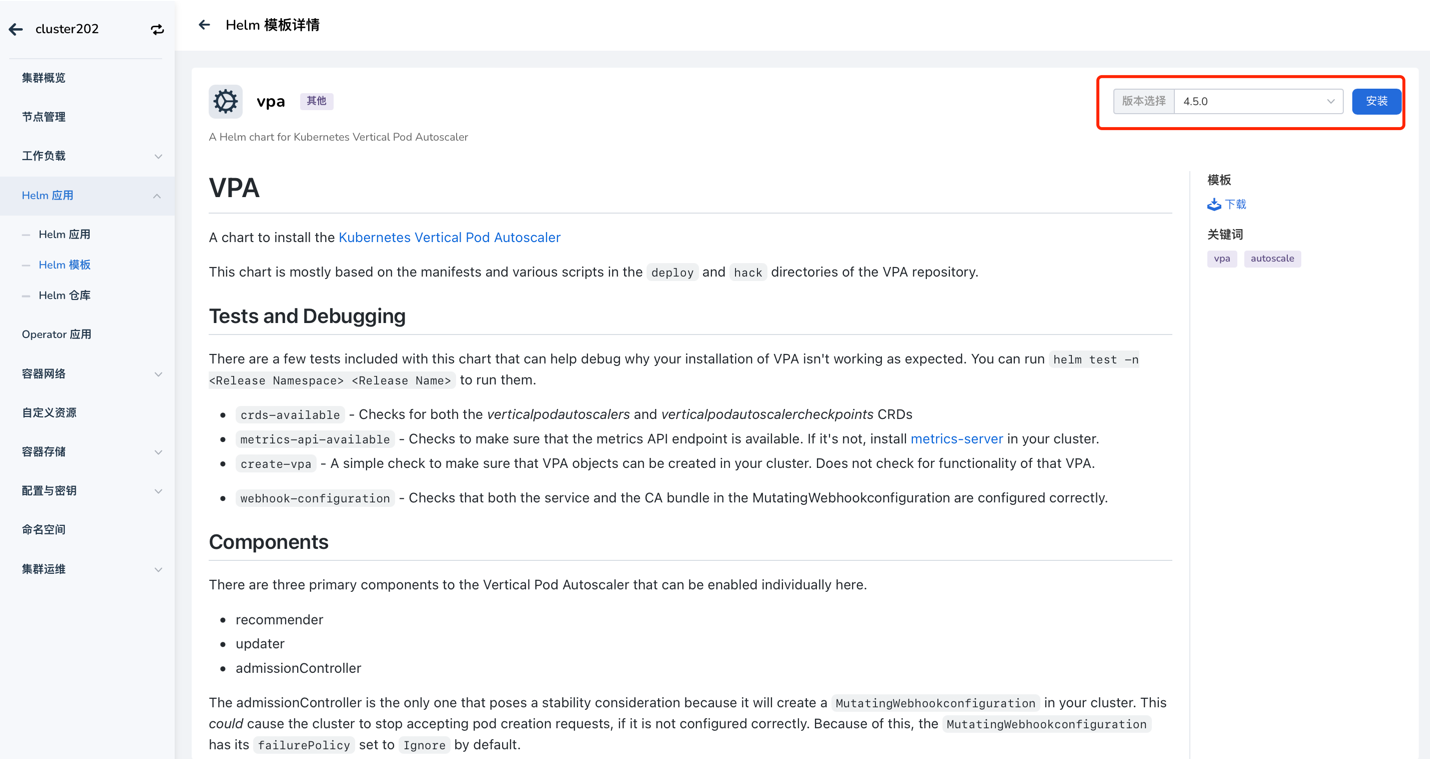 cluster202
集群概览
节点管理
工作负载
Helm 应用
Helm 应用
Helm 模板
Helm 仓库
Operator 应用
容器网络
自定义资源
容器存储
配置与密钥
命名空间
集群运维
Helm 模板详情
vpa 其他
版本选择 4.5.0 安装
A Helm chart for Kubernetes Vertical Pod Autoscaler
VPA
A chart to install the Kubernetes Vertical Pod Autoscaler
This chart is mostly based on the manifests and various scripts in the deploy and hack directories of the VPA repository.
Tests and Debugging
There are a few tests included with this chart that can help debug why your installation of VPA isn't working as expected. You can run helm test -n
<Release Namespace> <Release Name> to run them.
• crds-available - Checks for both the verticalpodautoscalers and verticalpodautoscalercheckpoints CRDs
• metrics-api-available - Checks to make sure that the metrics API endpoint is available. If it's not, install metrics-server in your cluster.
• create-vpa - A simple check to make sure that VPA objects can be created in your cluster. Does not check for functionality of that VPA.
• webhook-configuration - Checks that both the service and the CA bundle in the MutatingWebhookconfiguration are configured correctly.
Components
There are three primary components to the Vertical Pod Autoscaler that can be enabled individually here.
• recommender
• updater
• admissionController
The admissionController is the only one that poses a stability consideration because it will create a MutatingWebhookconfiguration in your cluster. This
could cause the cluster to stop accepting pod creation requests, if it is not configured correctly. Because of this, the MutatingWebhookconfiguration
has its failurePolicy set to Ignore by default.
模板
下载
关键词
vpa autoscale